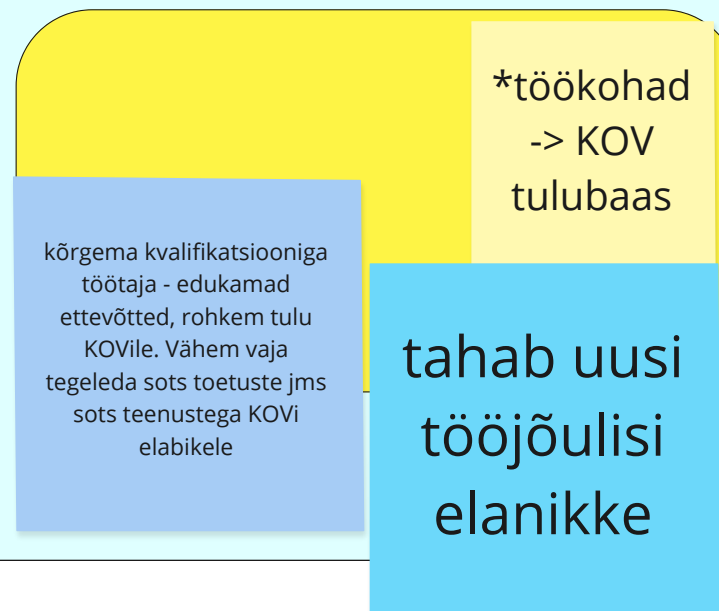 *töökohad
-> KOV
tulubaas
kõrgema kvalifikatsiooniga
töötaja - edukamad
ettevõtted, rohkem tulu
KOVile. Vähem vaja
tegeleda sots toetuste jms
sots teenustega KOVi
elabikele
tahab uusi
tööjõulisi
elanikke